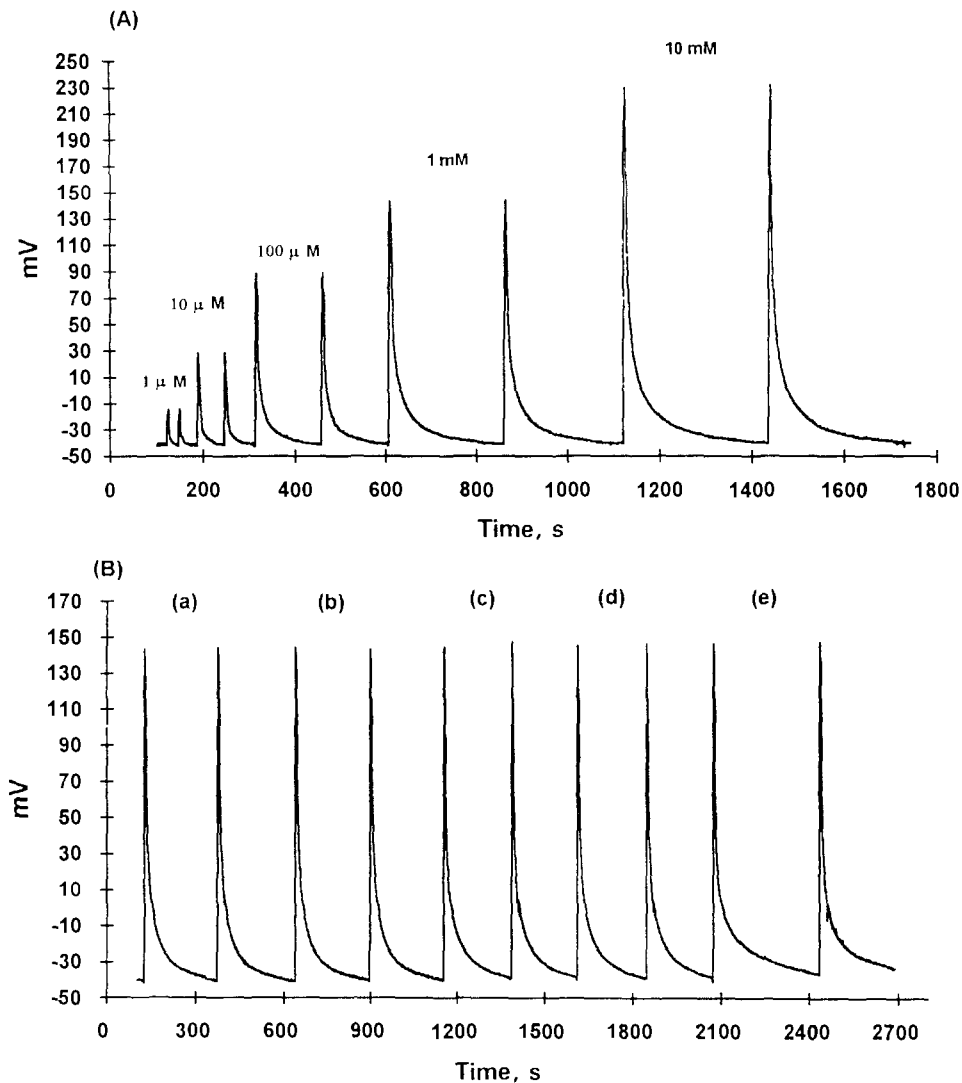 (A)
10 mM
250
230
210
190
170
150
130
110
90
70
50
30
10
-10
-30
-50
mV
1 mM
100 μ M
10 μ M
1 μ M
0 200 400 600 800 1000 1200 1400 1600 1800
Time, s
(B)
(a) (b) (c) (d) (e)
170
150
130
110
90
70
50
30
10
-10
-30
-50
mV
0 300 600 900 1200 1500 1800 2100 2400 2700
Time, s